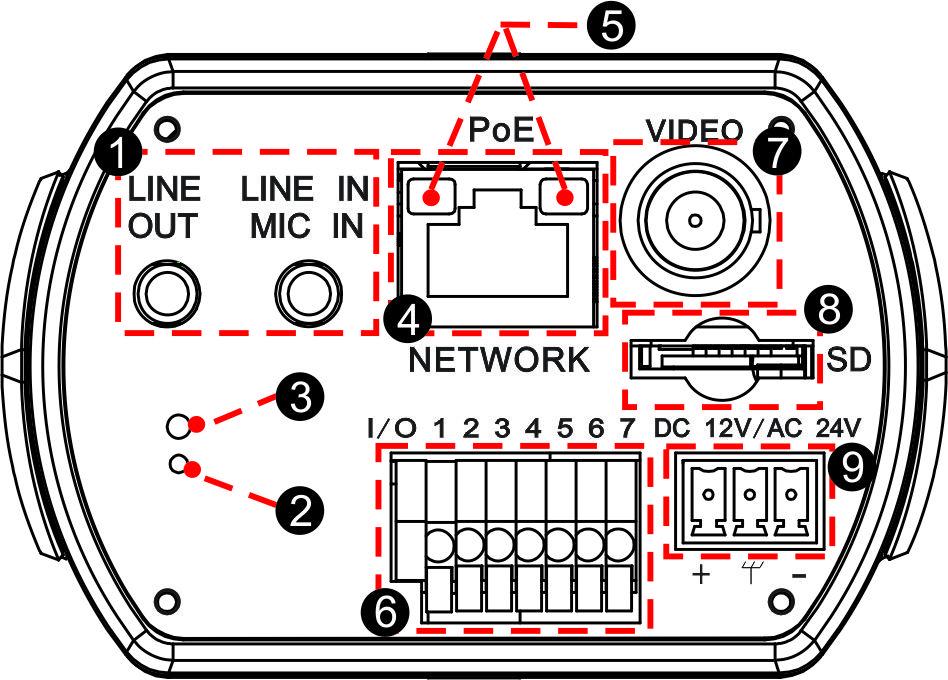 5
PoE
VIDEO
1
7
LINE OUT
LINE IN
MIC IN
4
8
NETWORK
SD
3
I/O 1 2 3 4 5 6 7
DC 12V/AC 24V
9
2
+ -
6